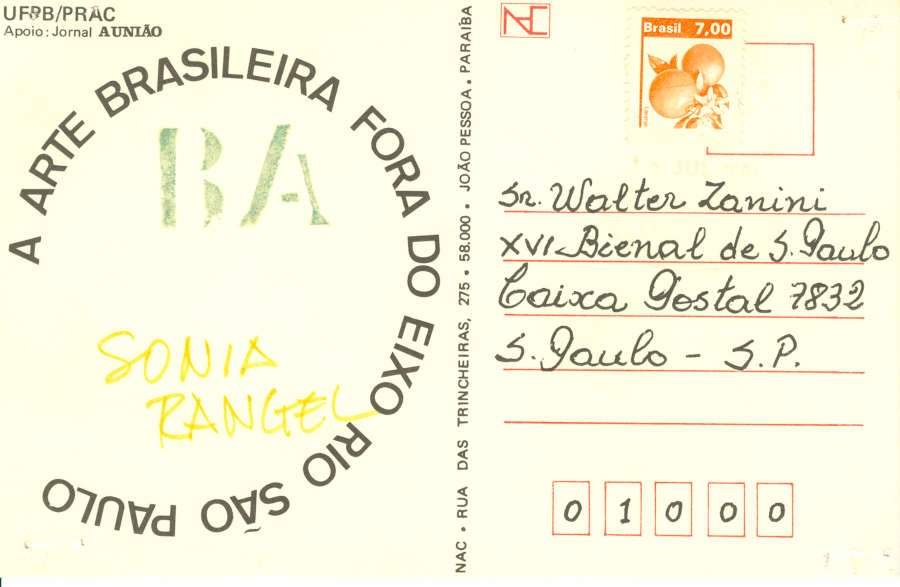 UFPB/PRAC
Apoio: Jornal A UNIÃO
A ARTE BRASILEIRA FORA DO EIXO RIO SÃO PAULO
BA
SONIA
RANGEL
NAC • RUA DAS TRINCHEIRAS, 275 • 58.000 • JOÃO PESSOA • PARAÍBA
NAC
Brasil 7,00
Sr. Walter Zanini
XVI Bienal de S. Paulo
Caixa Postal 7832
S. Paulo - S.P.
0 1 0 0 0